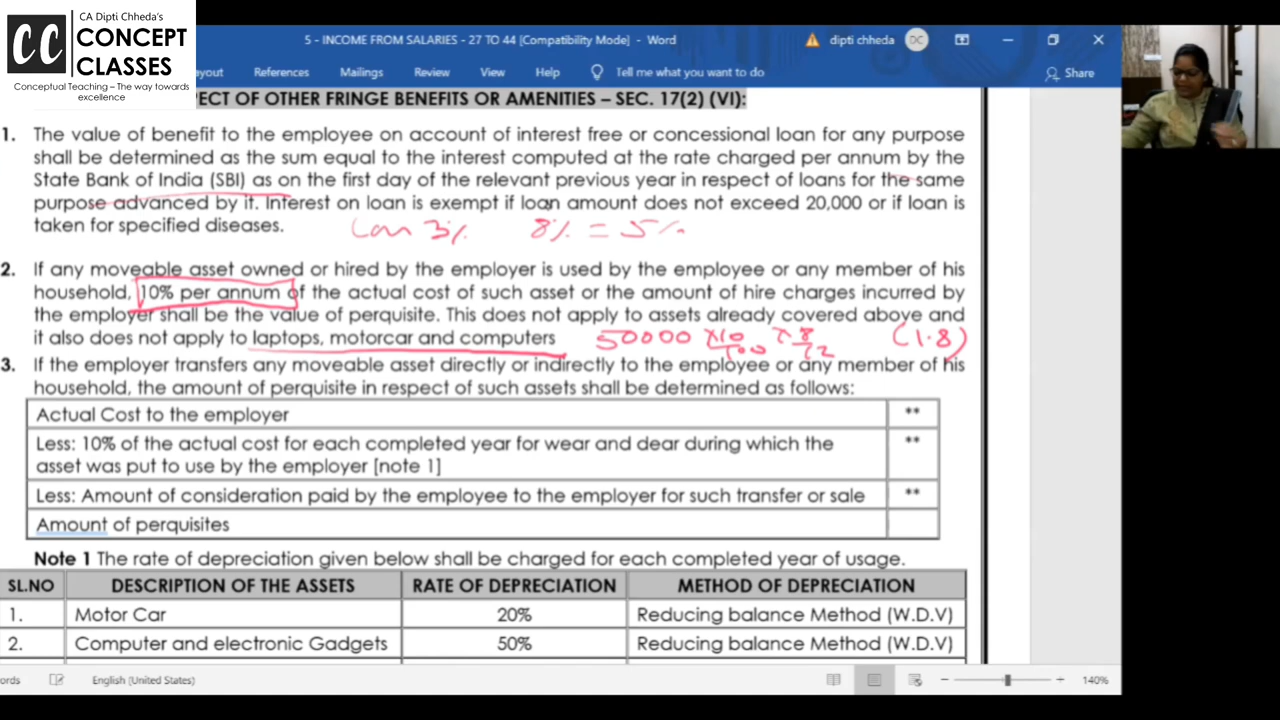 CA Dipti Chheda's
CC CONCEPT
CLASSES
Conceptual Teaching – The way towards
excellence
5 - INCOME FROM SALARIES - 27 TO 44 [Compatibility Mode] - Word
dipti chheda DC
ayout References Mailings Review View Help Tell me what you want to do Share
PECT OF OTHER FRINGE BENEFITS OR AMENITIES – SEC. 17(2) (VI):
1. The value of benefit to the employee on account of interest free or concessional loan for any purpose
shall be determined as the sum equal to the interest computed at the rate charged per annum by the
State Bank of India (SBI) as on the first day of the relevant previous year in respect of loans for the same
purpose advanced by it. Interest on loan is exempt if loan amount does not exceed 20,000 or if loan is
taken for specified diseases.
Loan 3% 8% = 5%
2. If any moveable asset owned or hired by the employer is used by the employee or any member of his
household, 10% per annum of the actual cost of such asset or the amount of hire charges incurred by
the employer shall be the value of perquisite. This does not apply to assets already covered above and
it also does not apply to laptops, motorcar and computers
50000 × 10/100 × 8/12 (1.8)
3. If the employer transfers any moveable asset directly or indirectly to the employee or any member of his
household, the amount of perquisite in respect of such assets shall be determined as follows:
Actual Cost to the employer **
Less: 10% of the actual cost for each completed year for wear and dear during which the **
asset was put to use by the employer [note 1]
Less: Amount of consideration paid by the employee to the employer for such transfer or sale **
Amount of perquisites
Note 1 The rate of depreciation given below shall be charged for each completed year of usage.
SL.NO DESCRIPTION OF THE ASSETS RATE OF DEPRECIATION METHOD OF DEPRECIATION
1. Motor Car 20% Reducing balance Method (W.D.V)
2. Computer and electronic Gadgets 50% Reducing balance Method (W.D.V)
ords English (United States) 140%